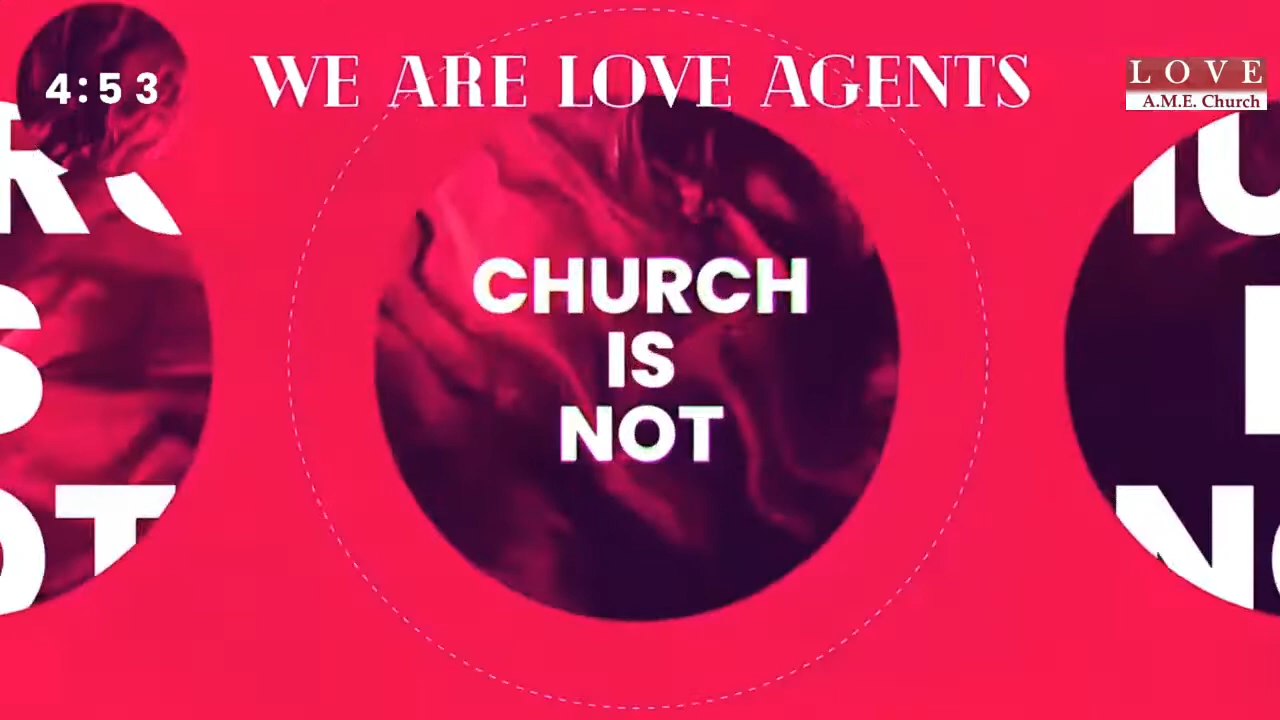 WE ARE LOVE AGENTS
4:53
LOVE
A.M.E. Church
CHURCH
IS
NOT